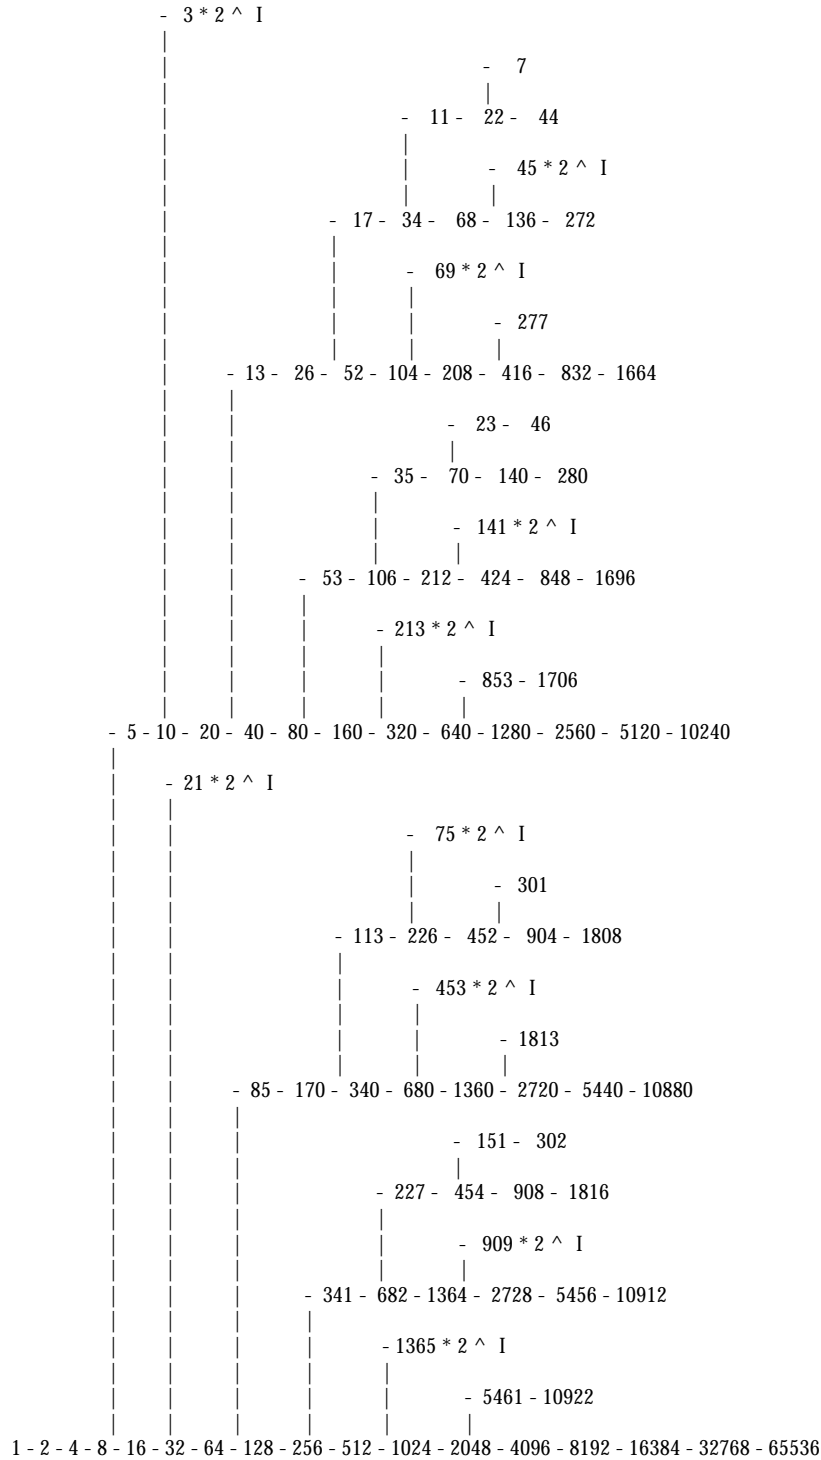 - 3 * 2 ^ I
- 7
- 11 - 22 - 44
- 45 * 2 ^ I
- 17 - 34 - 68 - 136 - 272
- 69 * 2 ^ I
- 277
- 13 - 26 - 52 - 104 - 208 - 416 - 832 - 1664
- 23 - 46
- 35 - 70 - 140 - 280
- 141 * 2 ^ I
- 53 - 106 - 212 - 424 - 848 - 1696
- 213 * 2 ^ I
- 853 - 1706
- 5 - 10 - 20 - 40 - 80 - 160 - 320 - 640 - 1280 - 2560 - 5120 - 10240
- 21 * 2 ^ I
- 75 * 2 ^ I
- 301
- 113 - 226 - 452 - 904 - 1808
- 453 * 2 ^ I
- 1813
- 85 - 170 - 340 - 680 - 1360 - 2720 - 5440 - 10880
- 151 - 302
- 227 - 454 - 908 - 1816
- 909 * 2 ^ I
- 341 - 682 - 1364 - 2728 - 5456 - 10912
- 1365 * 2 ^ I
- 5461 - 10922
1 - 2 - 4 - 8 - 16 - 32 - 64 - 128 - 256 - 512 - 1024 - 2048 - 4096 - 8192 - 16384 - 32768 - 65536